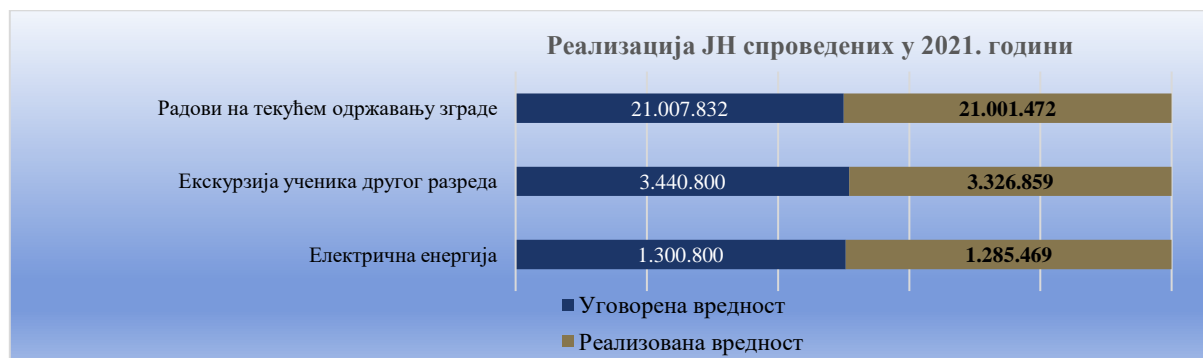 Реализација ЈН спроведених у 2021. години
Радови на текућем одржавању зграде 21.007.832 21.001.472
Екскурзија ученика другог разреда 3.440.800 3.326.859
Електрична енергија 1.300.800 1.285.469
Уговорена вредност
Реализована вредност